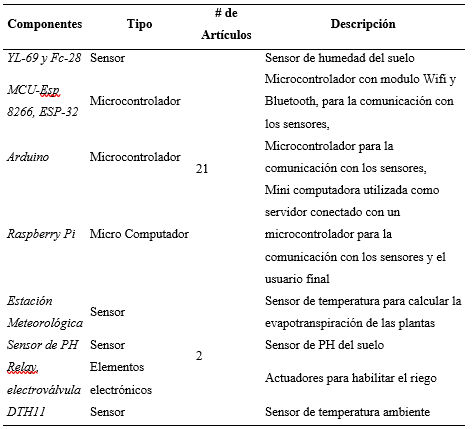 Componentes Tipo # de Artículos Descripción
YL-69 y Fc-28 Sensor Sensor de humedad del suelo
MCU-Esp 8266, ESP-32 Microcontrolador Microcontrolador con modulo Wifi y Bluetooth, para la comunicación con los sensores,
Arduino Microcontrolador Microcontrolador para la comunicación con los sensores,
21
Raspberry Pi Micro Computador Mini computadora utilizada como servidor conectado con un microcontrolador para la comunicación con los sensores y el usuario final
Estación Meteorológica Sensor Sensor de temperatura para calcular la evapotranspiración de las plantas
Sensor de PH Sensor Sensor de PH del suelo
2
Relay, electroválvula Elementos electrónicos Actuadores para habilitar el riego
DTH11 Sensor Sensor de temperatura ambiente